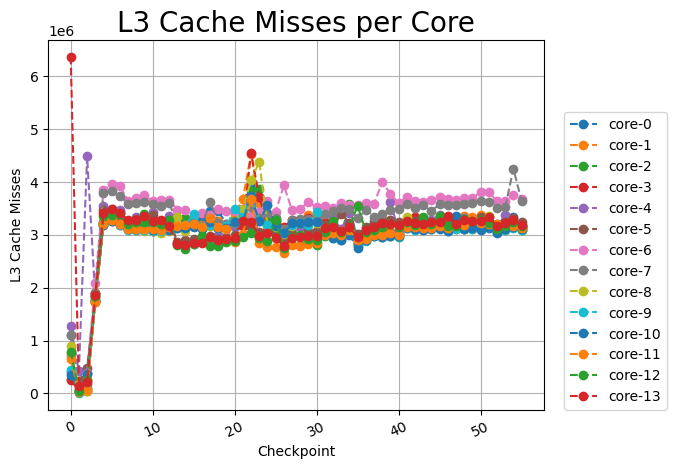 L3 Cache Misses per Core
1e6
6
5
4
3
2
1
0
L3 Cache Misses
0 10 20 30 40 50
Checkpoint
core-0
core-1
core-2
core-3
core-4
core-5
core-6
core-7
core-8
core-9
core-10
core-11
core-12
core-13